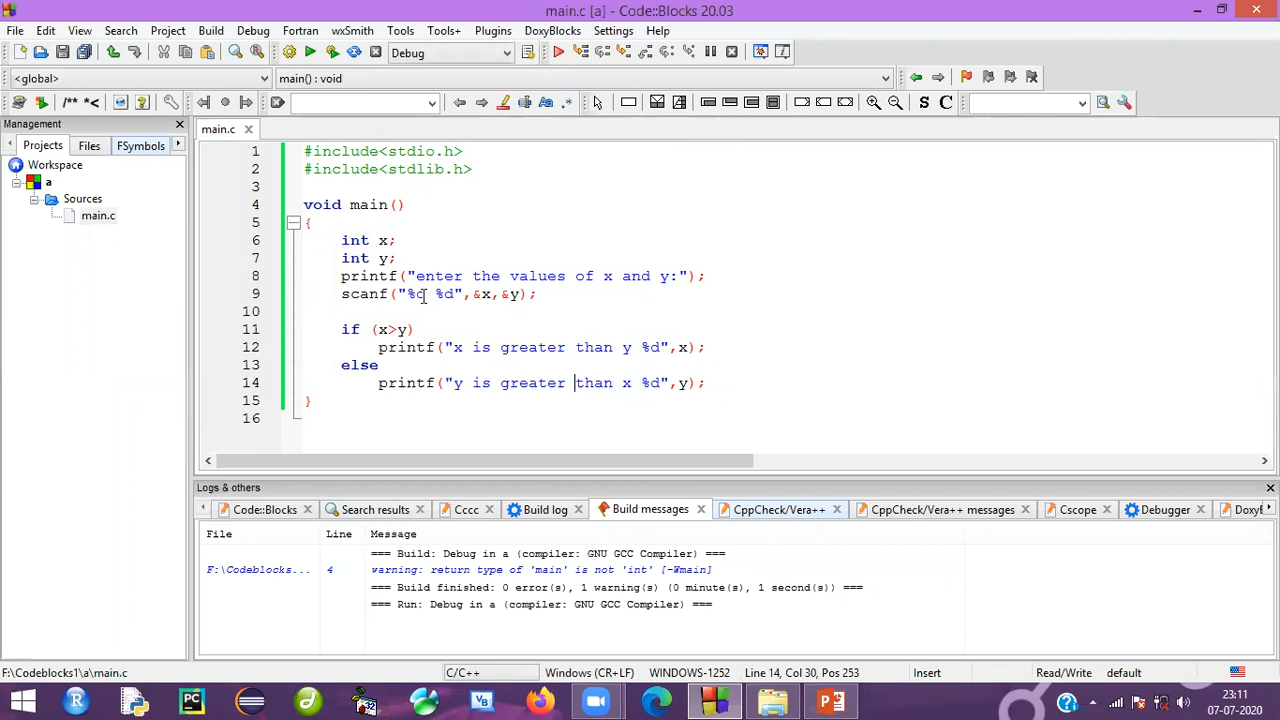 main.c [a] - Code::Blocks 20.03
File Edit View Search Project Build Debug Fortran wxSmith Tools Tools+ Plugins DoxyBlocks Settings Help
Debug
<global> main() : void
/** *< Aa .* S C
Management
Projects Files FSymbols
Workspace
a
Sources
main.c
main.c
1 #include<stdio.h>
2 #include<stdlib.h>
3
4 void main()
5 {
6 int x;
7 int y;
8 printf("enter the values of x and y:");
9 scanf("%d %d",&x,&y);
10
11 if (x>y)
12 printf("x is greater than y %d",x);
13 else
14 printf("y is greater than x %d",y);
15 }
16
Logs & others
Code::Blocks Search results Cccc Build log Build messages CppCheck/Vera++ CppCheck/Vera++ messages Cscope Debugger Doxy
File Line Message
=== Build: Debug in a (compiler: GNU GCC Compiler) ===
F:\Codeblocks... 4 warning: return type of 'main' is not 'int' [-Wmain]
=== Build finished: 0 error(s), 1 warning(s) (0 minute(s), 1 second(s)) ===
=== Run: Debug in a (compiler: GNU GCC Compiler) ===
F:\Codeblocks1\a\main.c C/C++ Windows (CR+LF) WINDOWS-1252 Line 14, Col 30, Pos 253 Insert Read/Write default
R PC 32 VB P
23:11
07-07-2020